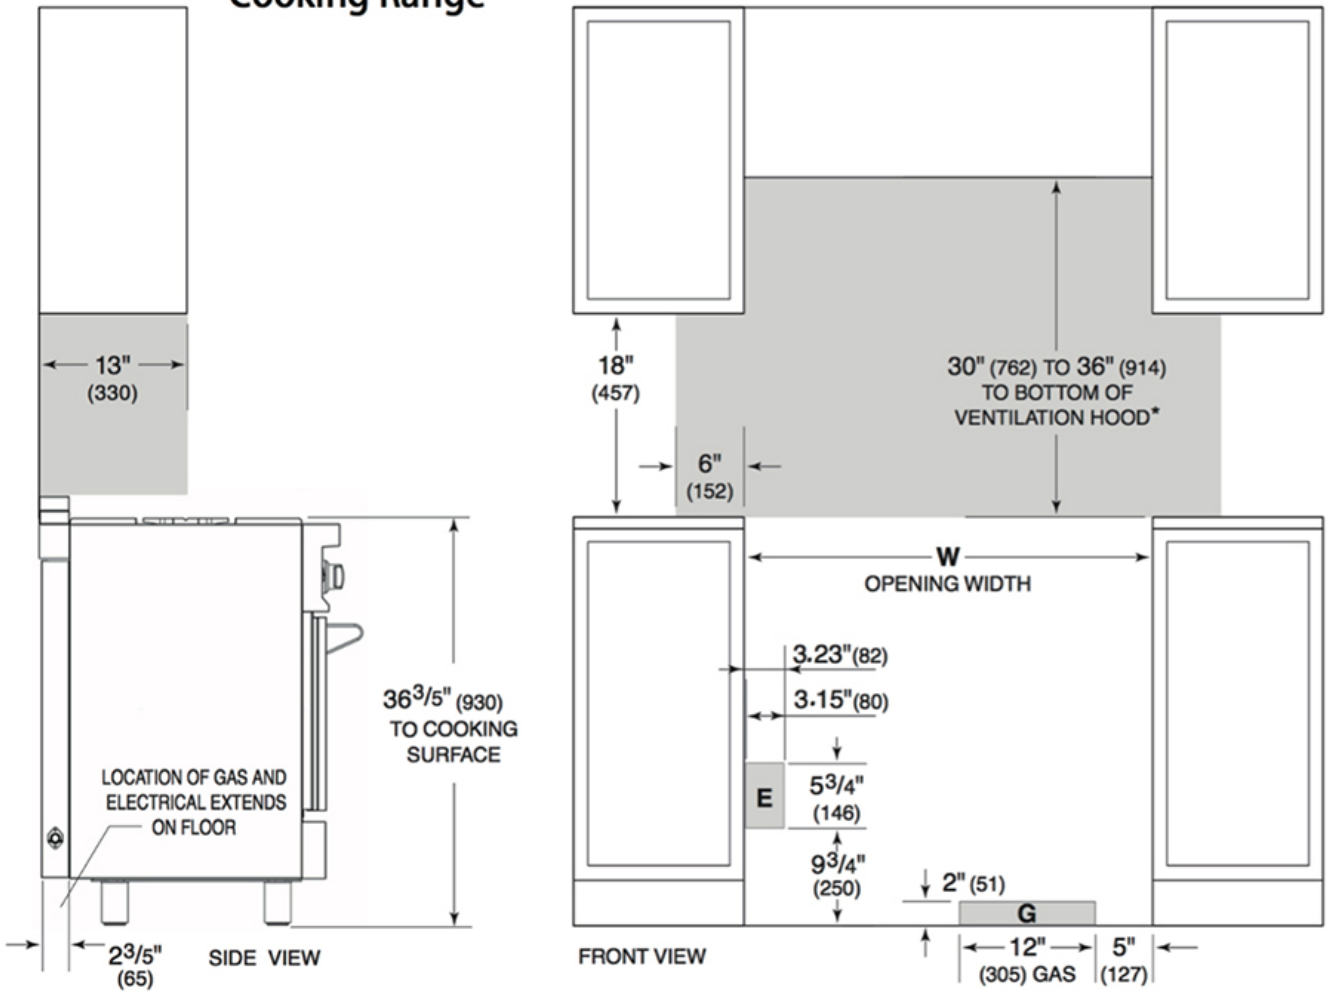 Cooking Range
13"
(330)
18"
(457)
30" (762) TO 36" (914)
TO BOTTOM OF
VENTILATION HOOD*
6"
(152)
W
OPENING WIDTH
3.23"(82)
3.15"(80)
36 3/5" (930)
TO COOKING
SURFACE
LOCATION OF GAS AND
ELECTRICAL EXTENDS
ON FLOOR
E
5 3/4"
(146)
9 3/4"
(250)
2" (51)
G
12"
(305) GAS
5"
(127)
2 3/5"
(65)
SIDE VIEW
FRONT VIEW